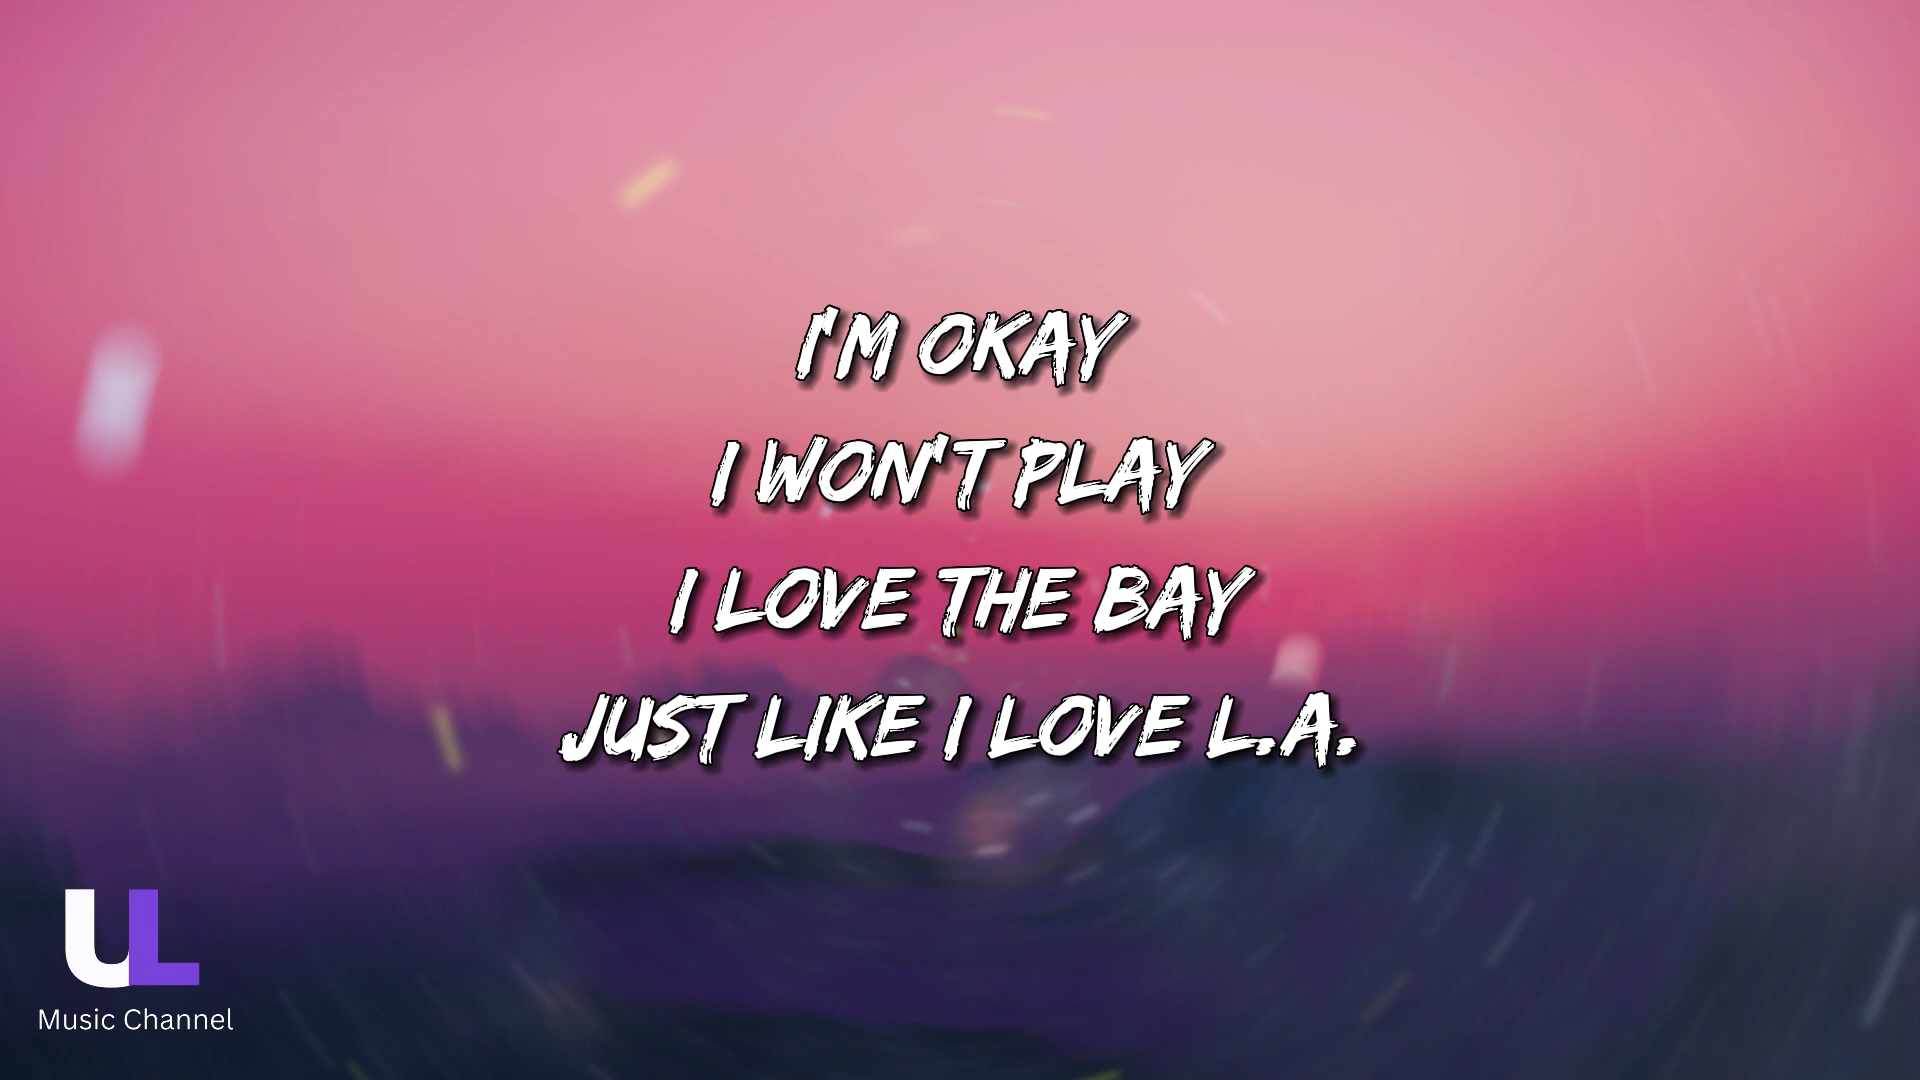 I'M OKAY
I WON'T PLAY
I LOVE THE BAY
JUST LIKE I LOVE L.A.
UL
Music Channel